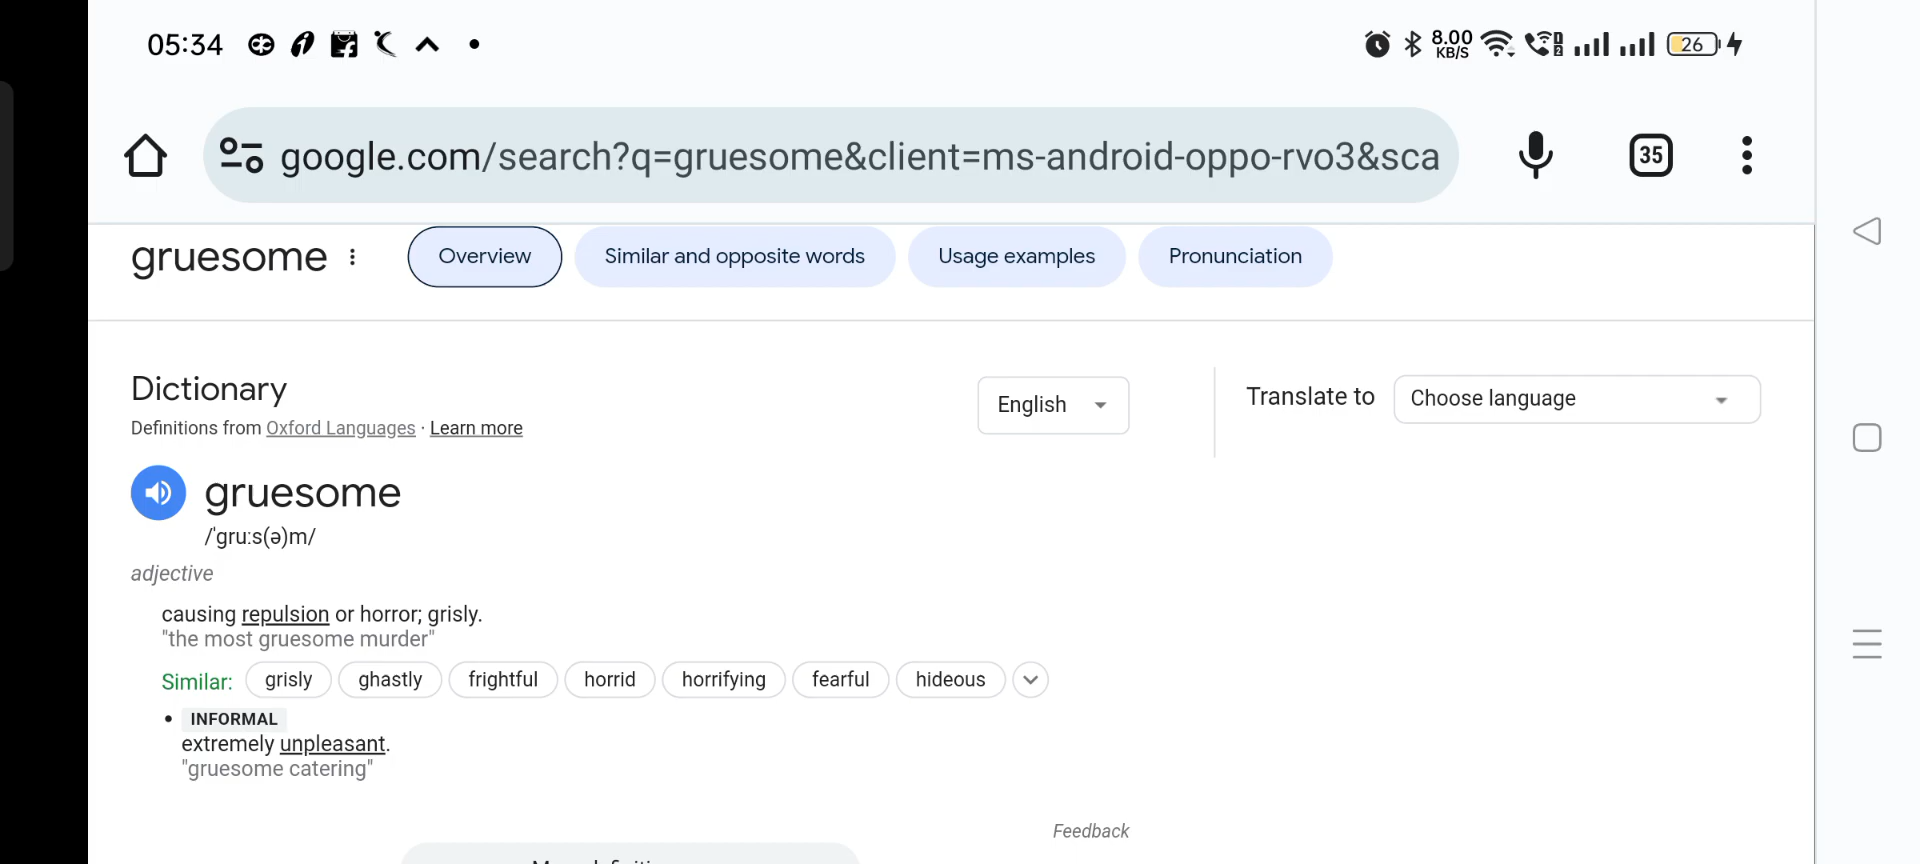 05:34 8.00 KB/S 26
google.com/search?q=gruesome&client=ms-android-oppo-rvo3&sca 35
gruesome Overview Similar and opposite words Usage examples Pronunciation
Dictionary
English Translate to Choose language
Definitions from Oxford Languages · Learn more
gruesome
/ˈɡruːs(ə)m/
adjective
causing repulsion or horror; grisly.
"the most gruesome murder"
Similar: grisly ghastly frightful horrid horrifying fearful hideous
• INFORMAL
extremely unpleasant.
"gruesome catering"
Feedback